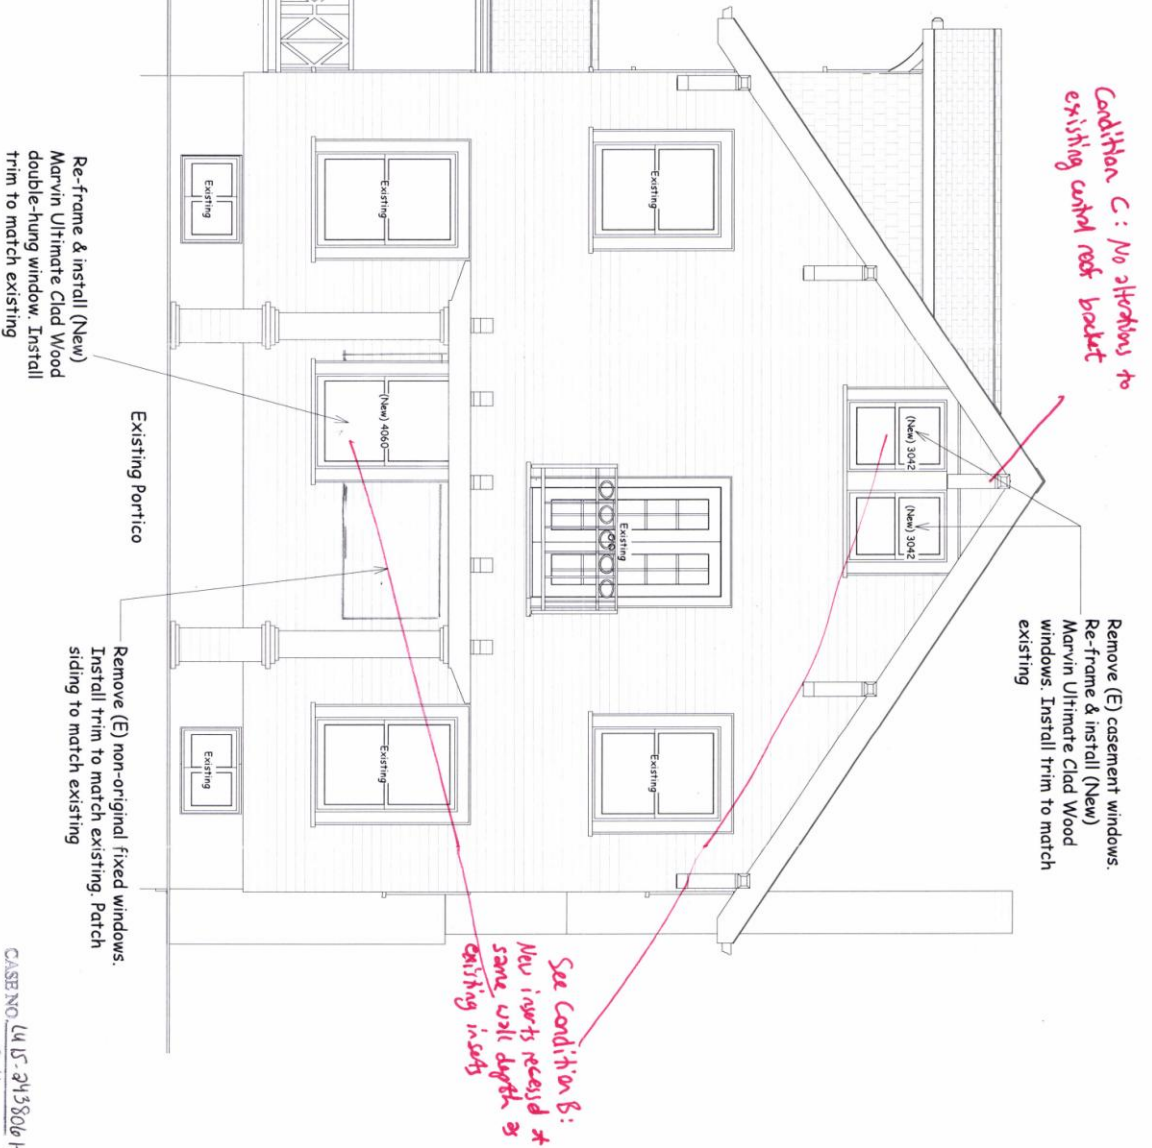 Condition C: No alterations to
existing central roof bracket
Remove (E) casement windows.
Re-frame & install (New)
Marvin Ultimate Clad Wood
windows. Install trim to match
existing
(New) 3042
(New) 3042
Existing
Existing
Existing
Existing
(New) 4060
Existing
Existing
Existing
See Condition B:
New inserts recessed at
same wall depth as
existing inserts
Re-frame & install (New)
Marvin Ultimate Clad Wood
double-hung window. Install
trim to match existing
Existing Portico
Remove (E) non-original fixed windows.
Install trim to match existing. Patch
siding to match existing
CASE NO. LU 15-243806 H